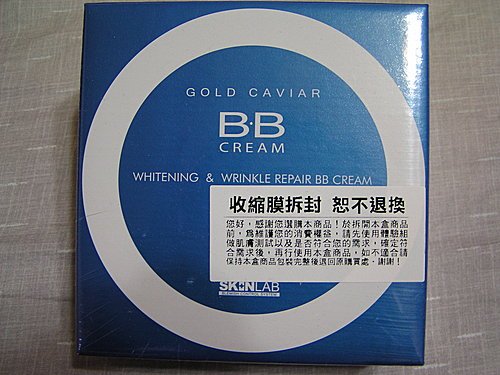 GOLD CAVIAR
B·B
CREAM
WHITENING & WRINKLE REPAIR BB CREAM
收縮膜拆封 恕不退換
您好，感謝您選購本商品！於拆開本盒商品
前，為維護您的消費權益，請先使用體驗組
做肌膚測試以及是否符合您的需求，確定符
合需求後，再行使用本盒商品，如不適合請
保持本盒商品包裝完整後退回原購買處．謝謝！
SK+NLAB
BLEMISH CONTROL SYSTEM